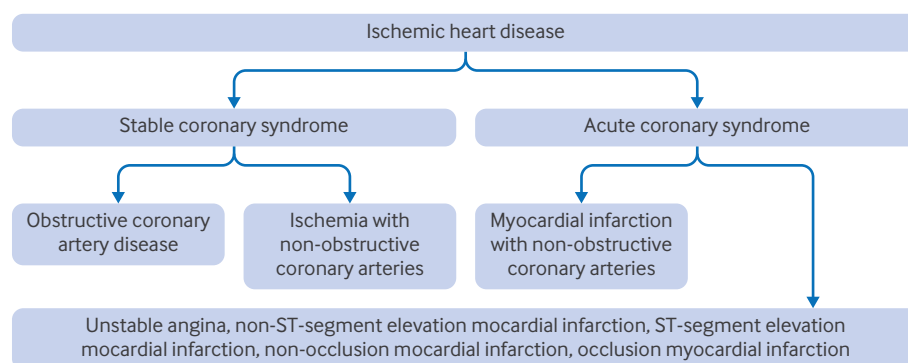 Ischemic heart disease
Stable coronary syndrome
Acute coronary syndrome
Obstructive coronary
artery disease
Ischemia with
non-obstructive
coronary arteries
Myocardial infarction
with non-obstructive
coronary arteries
Unstable angina, non-ST-segment elevation mocardial infarction, ST-segment elevation
mocardial infarction, non-occlusion mocardial infarction, occlusion myocardial infarction